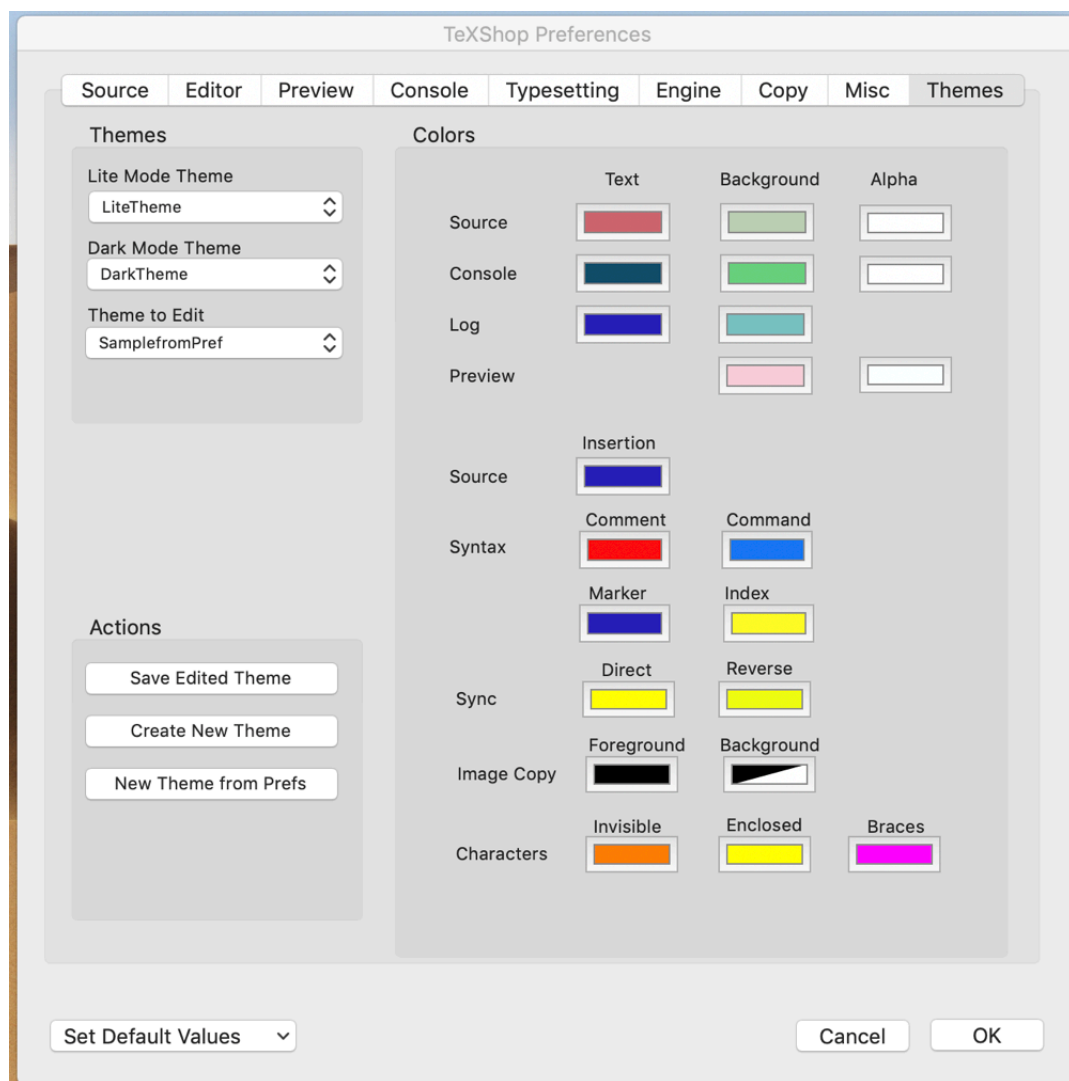 TeXShop Preferences
Source Editor Preview Console Typesetting Engine Copy Misc Themes
Themes
Lite Mode Theme
LiteTheme
Dark Mode Theme
DarkTheme
Theme to Edit
SamplefromPref
Actions
Save Edited Theme
Create New Theme
New Theme from Prefs
Colors
Text Background Alpha
Source
Console
Log
Preview
Insertion
Source
Comment Command
Syntax
Marker Index
Direct Reverse
Sync
Foreground Background
Image Copy
Invisible Enclosed Braces
Characters
Set Default Values Cancel OK